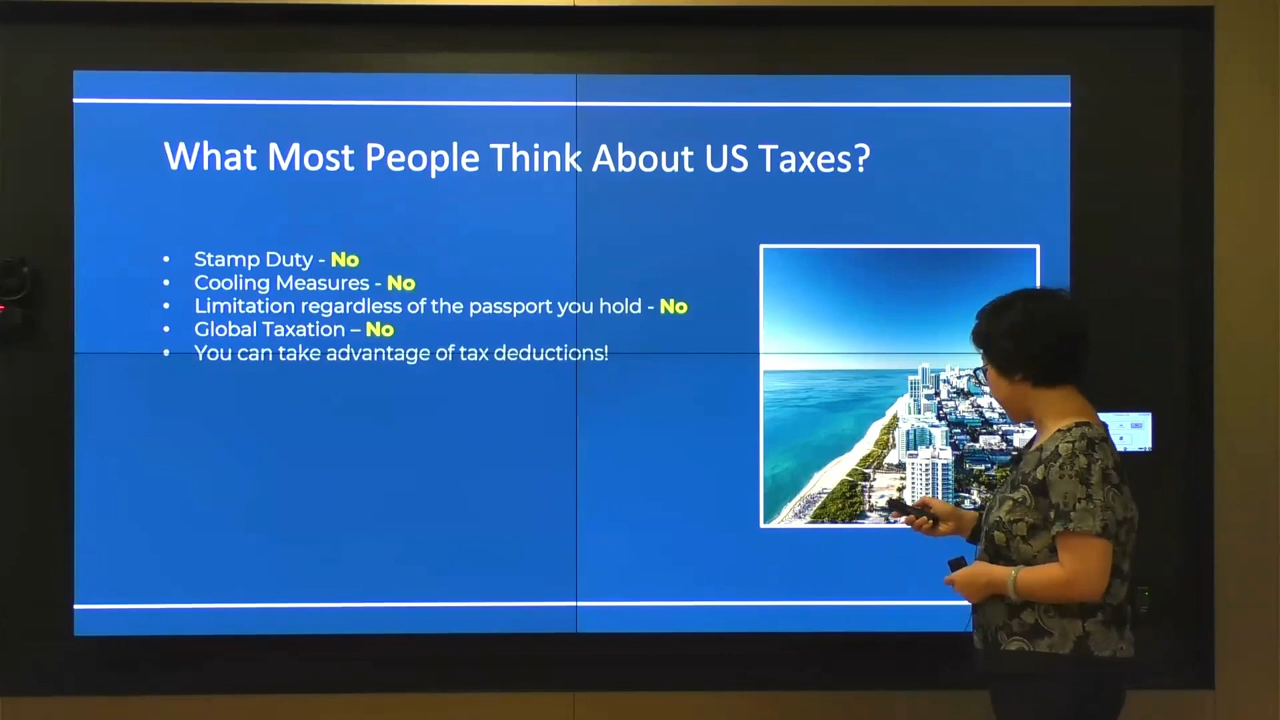 What Most People Think About US Taxes?
• Stamp Duty - No
• Cooling Measures - No
• Limitation regardless of the passport you hold - No
• Global Taxation – No
• You can take advantage of tax deductions!